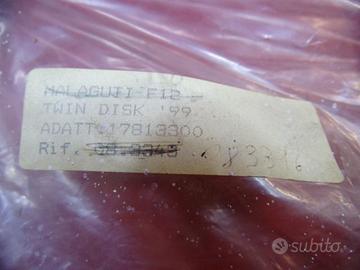 MALAGUTI F12
TWIN DISK '99
ADATT.17813300
Rif.
subito